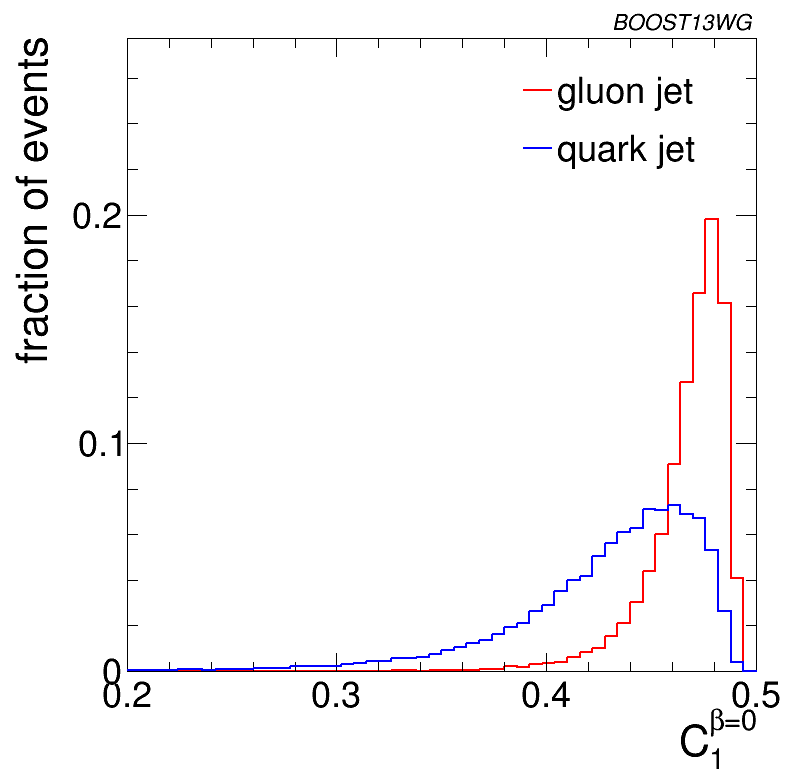 BOOST13WG
fraction of events
gluon jet
quark jet
0.2
0.1
0
0.2 0.3 0.4 0.5
C₁^β=0